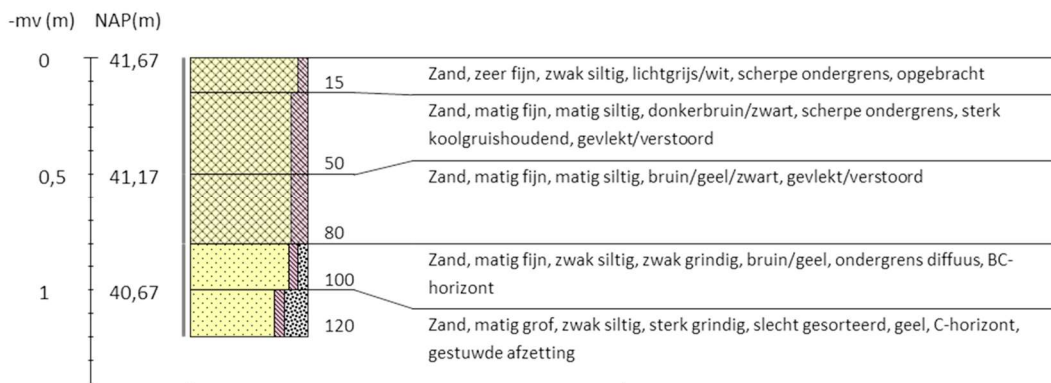 -mv (m) NAP(m)
0 41,67
15 Zand, zeer fijn, zwak siltig, lichtgrijs/wit, scherpe ondergrens, opgebracht
Zand, matig fijn, matig siltig, donkerbruin/zwart, scherpe ondergrens, sterk
koolgruishoudend, gevlekt/verstoord
50
0,5 41,17 Zand, matig fijn, matig siltig, bruin/geel/zwart, gevlekt/verstoord
80
Zand, matig fijn, zwak siltig, zwak grindig, bruin/geel, ondergrens diffuus, BC-
100 horizont
1 40,67
120 Zand, matig grof, zwak siltig, sterk grindig, slecht gesorteerd, geel, C-horizont,
gestuwde afzetting